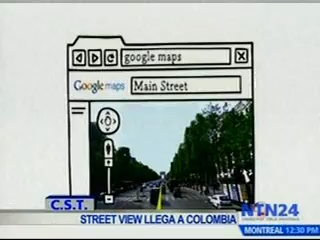 google maps
Google maps
Main Street
C.S.T.
STREET VIEW LLEGA A COLOMBIA
NTN24
MONTREAL 12:30 PM